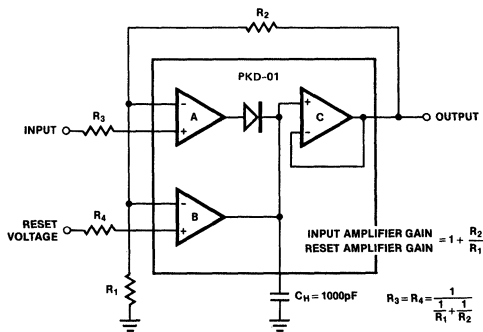 R2
PKD-01
-
A
+
+
C
-
INPUT
R3
OUTPUT
-
B
+
RESET
VOLTAGE
R4
INPUT AMPLIFIER GAIN
RESET AMPLIFIER GAIN
= 1 + R2/R1
R1
CH = 1000pF
R3 = R4 = 1/(1/R1 + 1/R2)